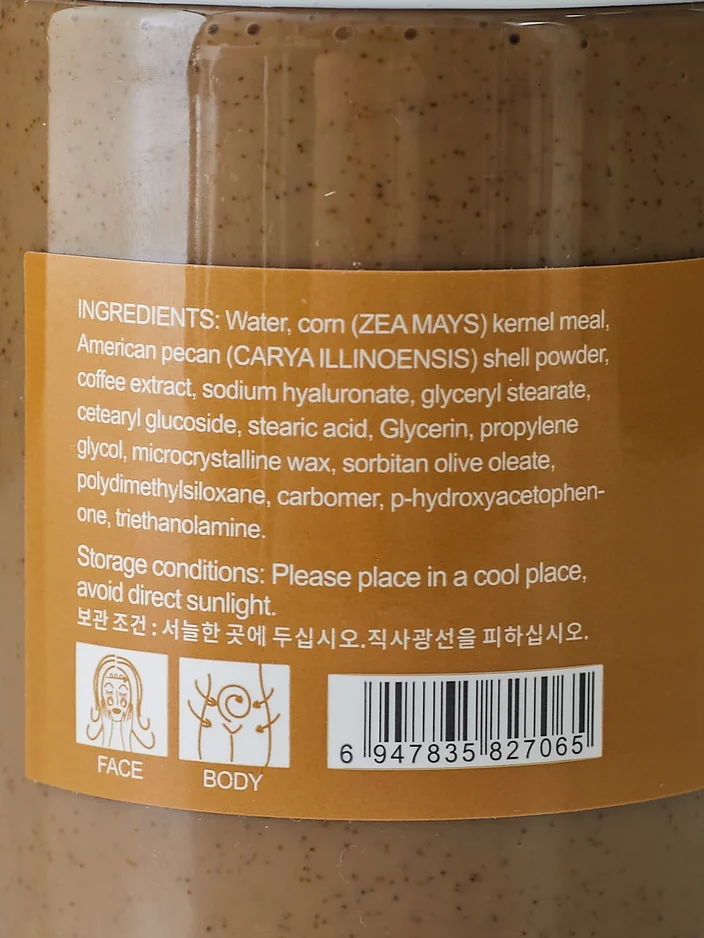 INGREDIENTS: Water, corn (ZEA MAYS) kernel meal,
American pecan (CARYA ILLINOENSIS) shell powder,
coffee extract, sodium hyaluronate, glyceryl stearate,
cetearyl glucoside, stearic acid, Glycerin, propylene
glycol, microcrystalline wax, sorbitan olive oleate,
polydimethylsiloxane, carbomer, p-hydroxyacetophen-
one, triethanolamine.
Storage conditions: Please place in a cool place,
avoid direct sunlight.
보관 조건 : 서늘한 곳에 두십시오.직사광선을 피하십시오.
FACE
BODY
6 947835 827065